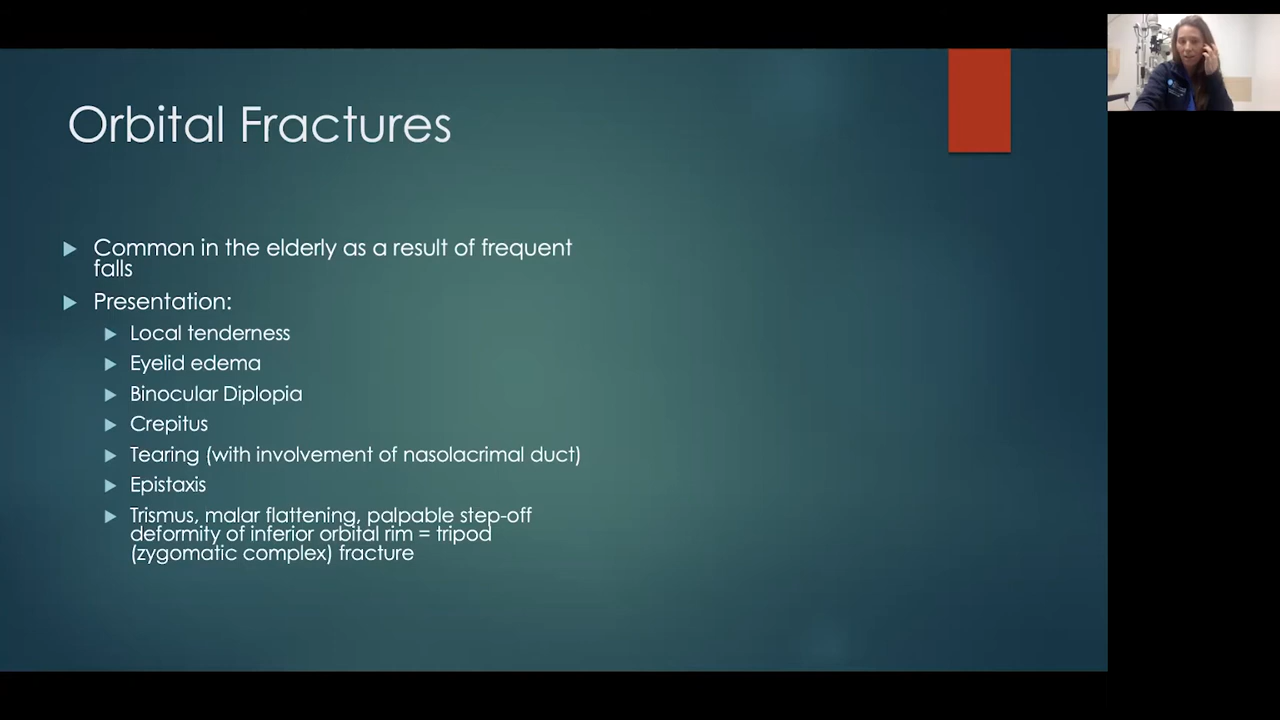 Orbital Fractures
Common in the elderly as a result of frequent
falls
Presentation:
Local tenderness
Eyelid edema
Binocular Diplopia
Crepitus
Tearing (with involvement of nasolacrimal duct)
Epistaxis
Trismus, malar flattening, palpable step-off
deformity of inferior orbital rim = tripod
(zygomatic complex) fracture